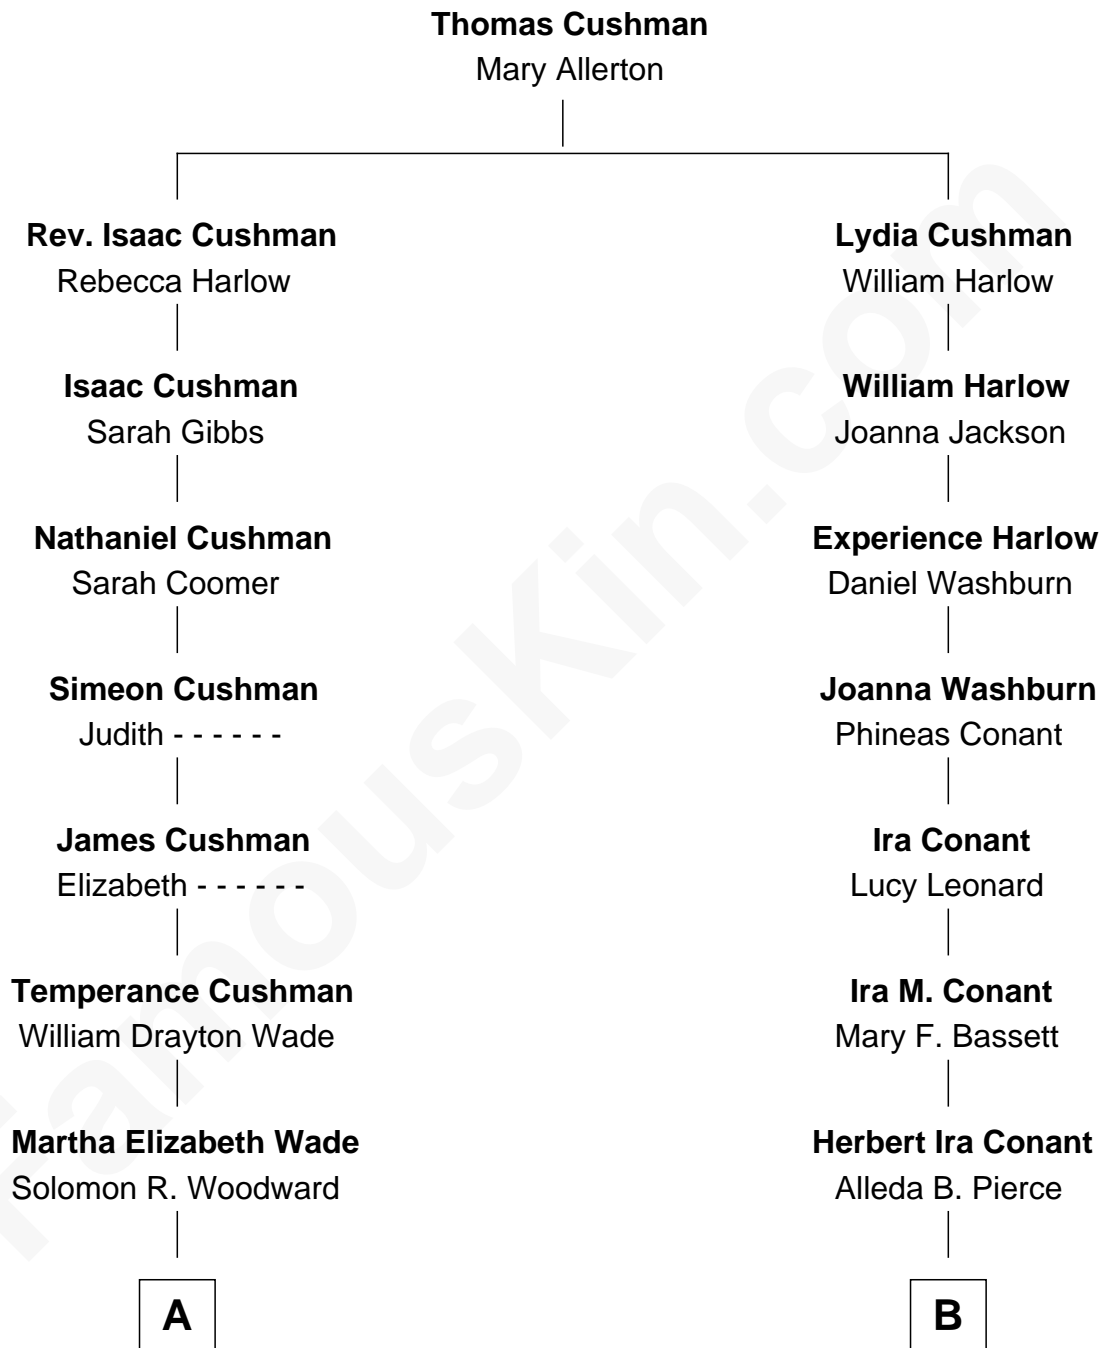 Thomas Cushman
Mary Allerton
Rev. Isaac Cushman
Rebecca Harlow
Lydia Cushman
William Harlow
Isaac Cushman
Sarah Gibbs
William Harlow
Joanna Jackson
Nathaniel Cushman
Sarah Coomer
Experience Harlow
Daniel Washburn
Simeon Cushman
Judith - - - - - -
Joanna Washburn
Phineas Conant
James Cushman
Elizabeth - - - - - -
Ira Conant
Lucy Leonard
Temperance Cushman
William Drayton Wade
Ira M. Conant
Mary F. Bassett
Martha Elizabeth Wade
Solomon R. Woodward
Herbert Ira Conant
Alleda B. Pierce
A
B
FamousKin.com